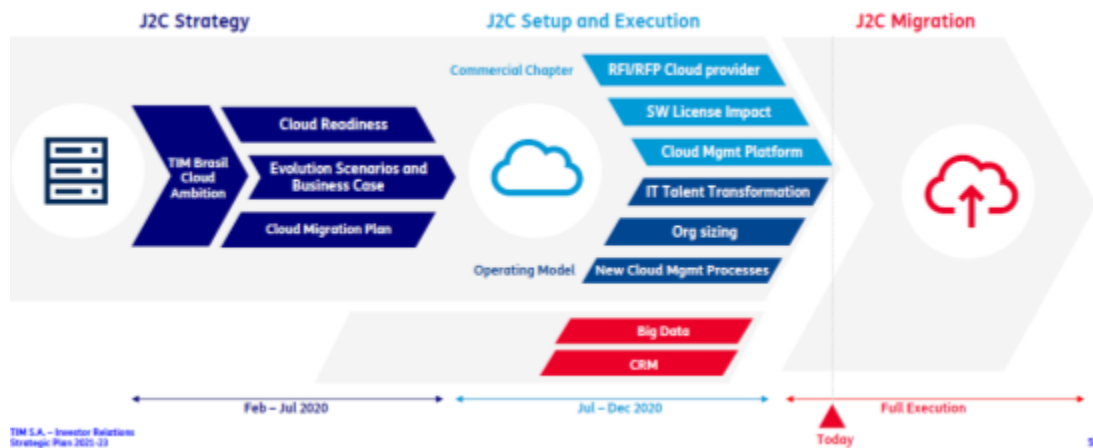 J2C Strategy
J2C Setup and Execution
J2C Migration
Commercial Chapter
RFI/RFP Cloud provider
SW License Impact
Cloud Mgmt Platform
IT Talent Transformation
Org sizing
Operating Model
New Cloud Mgmt Processes
TIM Brasil
Cloud
Ambition
Cloud Readiness
Evolution Scenarios and
Business Case
Cloud Migration Plan
Big Data
CRM
Feb – Jul 2020
Jul – Dec 2020
Full Execution
Today
TIM S.A. – Investor Relations
Strategic Plan 2021-23
5